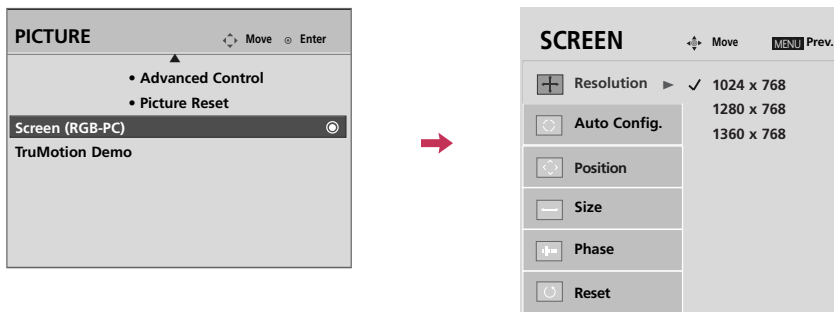 PICTURE
Move Enter
• Advanced Control
• Picture Reset
Screen (RGB-PC)
TruMotion Demo
SCREEN
Move MENU Prev.
Resolution ► ✓ 1024 x 768
1280 x 768
1360 x 768
Auto Config.
Position
Size
Phase
Reset